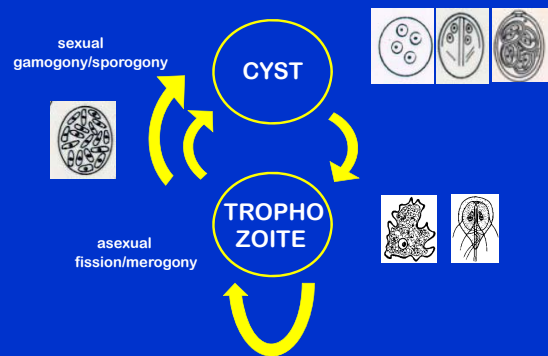 sexual
gamogony/sporogony
CYST
TROPHO
ZOITE
asexual
fission/merogony